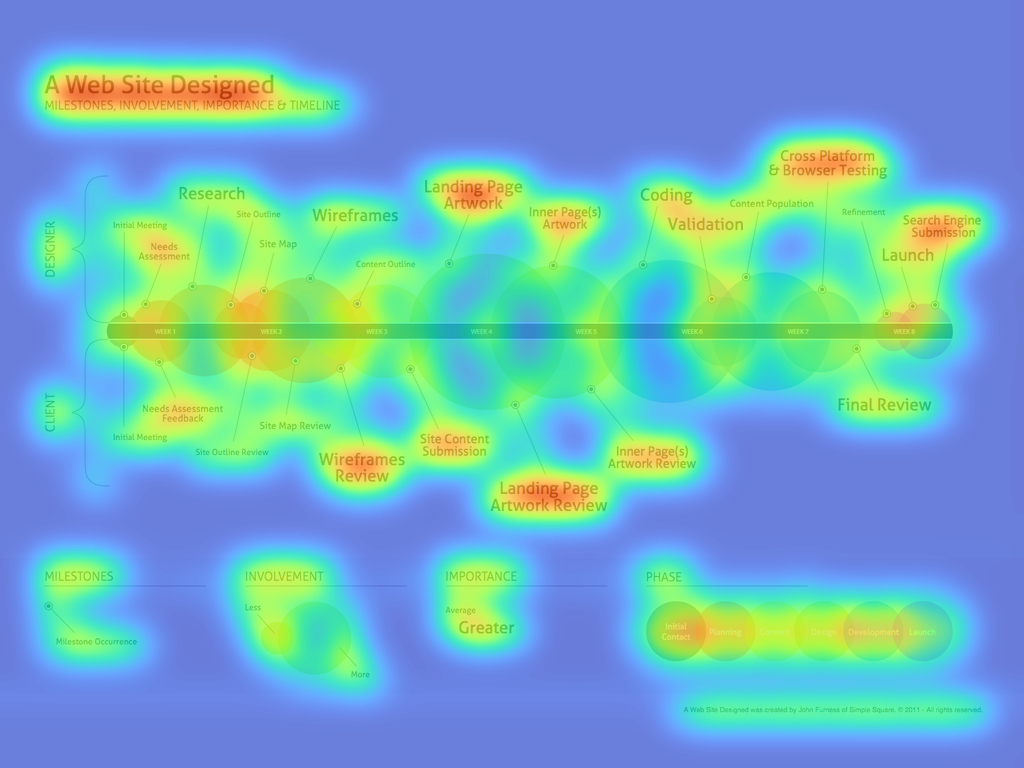 A Web Site Designed
MILESTONES, INVOLVEMENT, IMPORTANCE & TIMELINE
DESIGNER
Initial Meeting
Needs
Assessment
Research
Site Outline
Site Map
Wireframes
Content Outline
Landing Page
Artwork
Inner Page(s)
Artwork
Coding
Validation
Content Population
Cross Platform
& Browser Testing
Refinement
Search Engine
Submission
Launch
WEEK 1
WEEK 2
WEEK 3
WEEK 4
WEEK 5
WEEK 6
WEEK 7
WEEK 8
CLIENT
Initial Meeting
Needs Assessment
Feedback
Site Outline Review
Site Map Review
Wireframes
Review
Site Content
Submission
Landing Page
Artwork Review
Inner Page(s)
Artwork Review
Final Review
MILESTONES
Milestone Occurrence
INVOLVEMENT
Less
More
IMPORTANCE
Average
Greater
PHASE
Initial
Contact
Planning
Design
Development
Launch
A Web Site Designed was created by John Furness of Simple Square. © 2011 - All rights reserved.